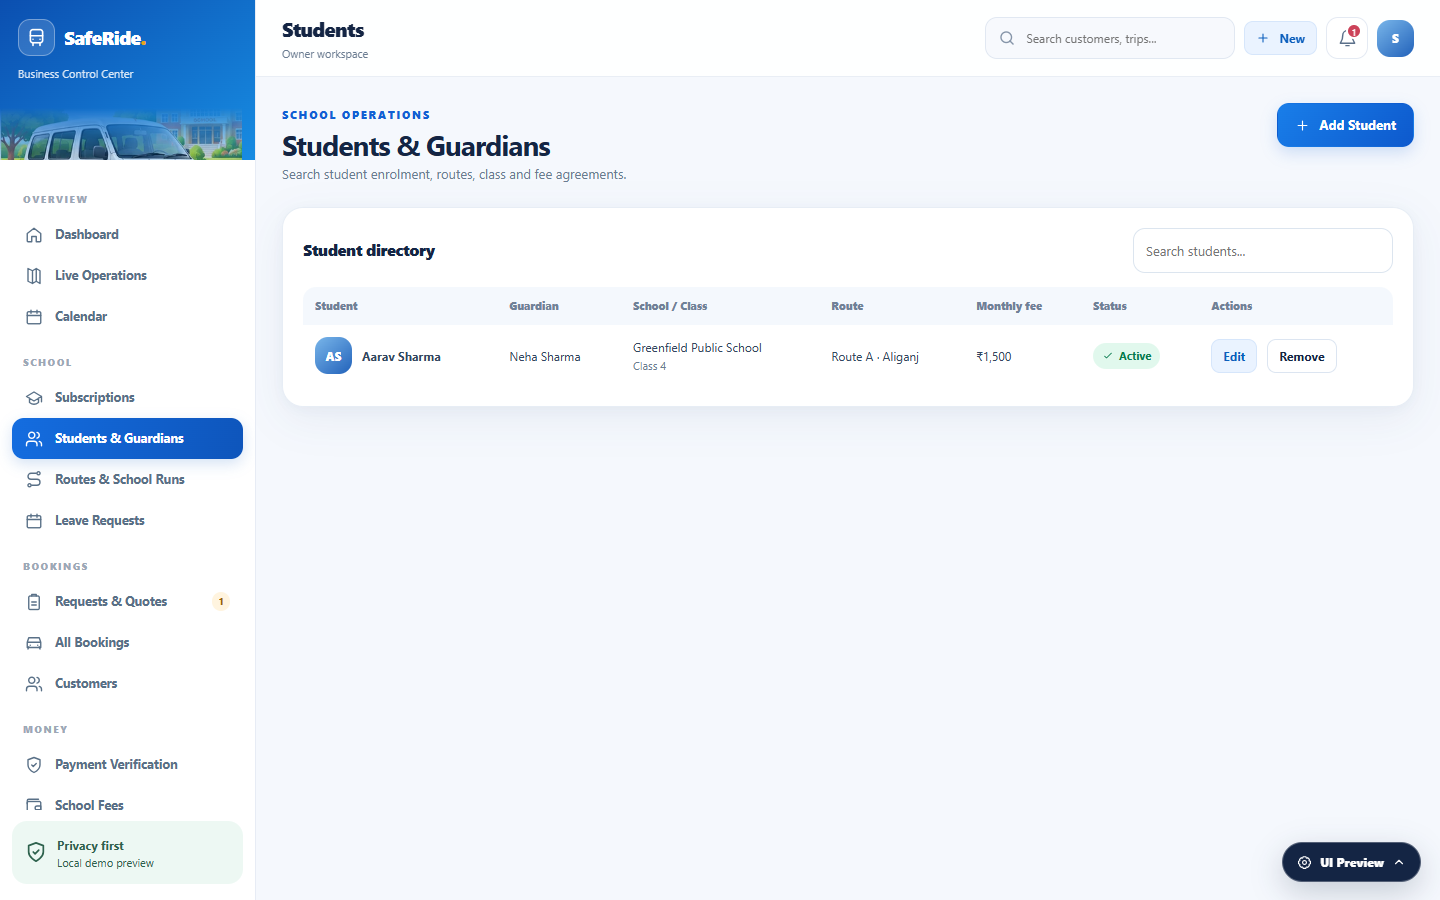 SafeRide.
Business Control Center
Students
Owner workspace
Search customers, trips...
New
1
S
OVERVIEW
Dashboard
Live Operations
Calendar
SCHOOL
Subscriptions
Students & Guardians
Routes & School Runs
Leave Requests
BOOKINGS
Requests & Quotes 1
All Bookings
Customers
MONEY
Payment Verification
School Fees
Privacy first
Local demo preview
SCHOOL OPERATIONS
Students & Guardians
Search student enrolment, routes, class and fee agreements.
Add Student
Student directory
Search students...
Student Guardian School / Class Route Monthly fee Status Actions
AS Aarav Sharma Neha Sharma Greenfield Public School Route A · Aliganj ₹1,500 Active Edit Remove
Class 4
UI Preview